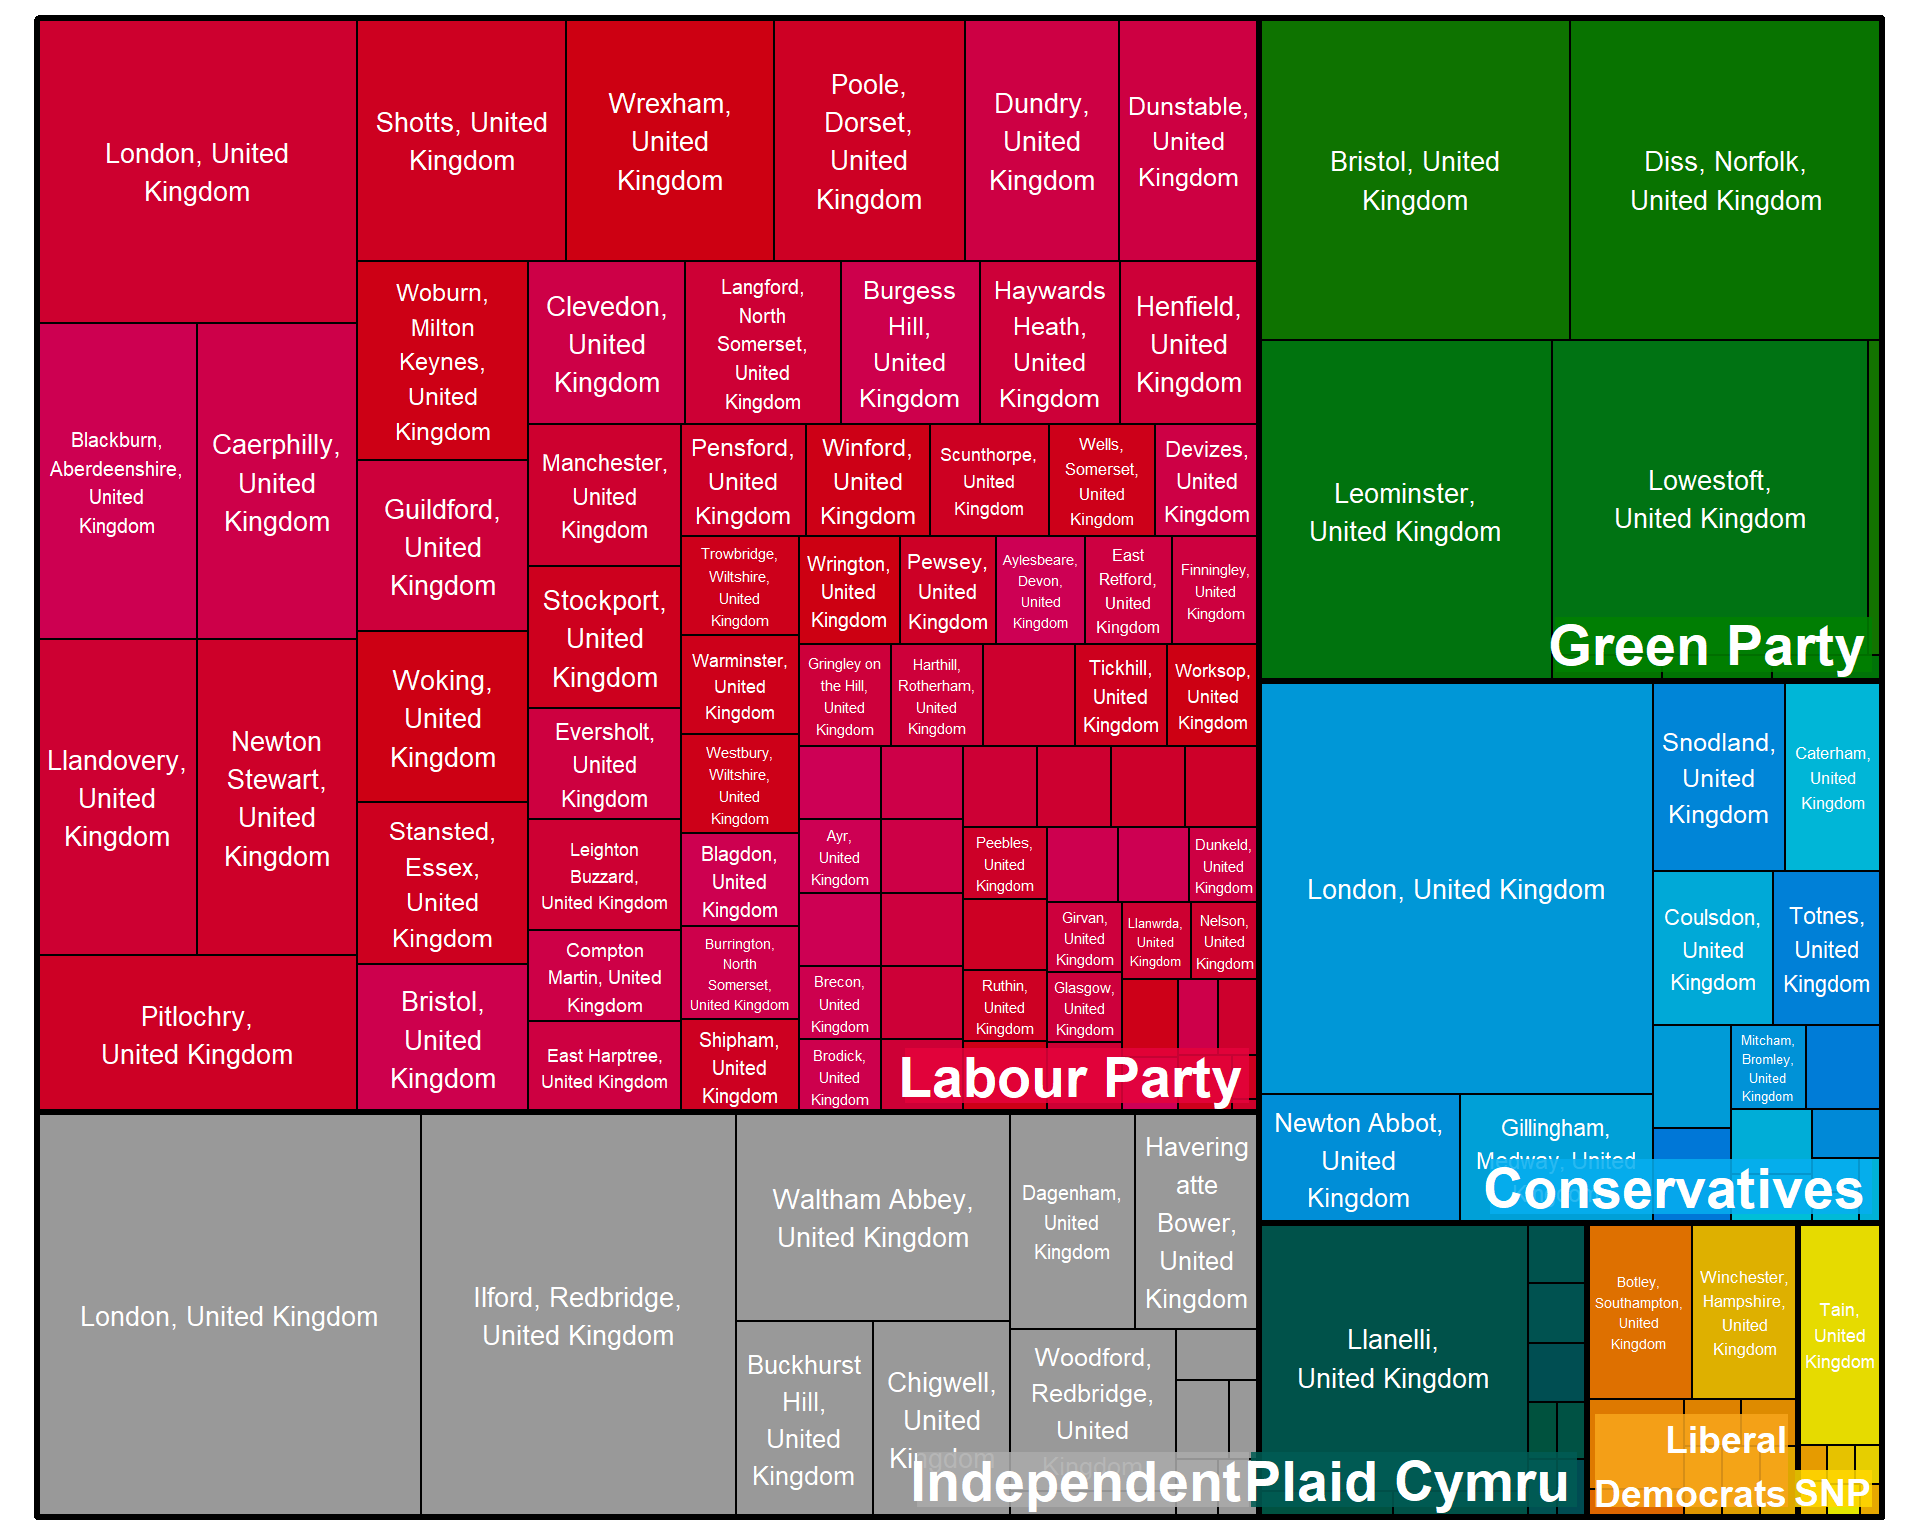 London, United
Kingdom
Shotts, United
Kingdom
Wrexham,
United
Kingdom
Poole,
Dorset,
United
Kingdom
Dundry,
United
Kingdom
Dunstable,
United
Kingdom
Blackburn,
Aberdeenshire,
United
Kingdom
Caerphilly,
United
Kingdom
Llandovery,
United
Kingdom
Newton
Stewart,
United
Kingdom
Pitlochry,
United Kingdom
Woburn,
Milton
Keynes,
United
Kingdom
Guildford,
United
Kingdom
Woking,
United
Kingdom
Stansted,
Essex,
United
Kingdom
Bristol,
United
Kingdom
Clevedon,
United
Kingdom
Langford,
North
Somerset,
United
Kingdom
Burgess
Hill,
United
Kingdom
Haywards
Heath,
United
Kingdom
Henfield,
United
Kingdom
Manchester,
United
Kingdom
Stockport,
United
Kingdom
Eversholt,
United
Kingdom
Leighton
Buzzard,
United Kingdom
Compton
Martin, United
Kingdom
East Harptree,
United Kingdom
Pensford,
United
Kingdom
Winford,
United
Kingdom
Scunthorpe,
United
Kingdom
Wells,
Somerset,
United
Kingdom
Devizes,
United
Kingdom
Trowbridge,
Wiltshire,
United
Kingdom
Warminster,
United
Kingdom
Westbury,
Wiltshire,
United
Kingdom
Blagdon,
United
Kingdom
Burrington,
North
Somerset,
United Kingdom
Shipham,
United
Kingdom
Wrington,
United
Kingdom
Pewsey,
United
Kingdom
Aylesbeare,
Devon,
United
Kingdom
East
Retford,
United
Kingdom
Finningley,
United
Kingdom
Gringley on
the Hill,
United
Kingdom
Harthill,
Rotherham,
United
Kingdom
Tickhill,
United
Kingdom
Worksop,
United
Kingdom
Ayr,
United
Kingdom
Brecon,
United
Kingdom
Brodick,
United
Kingdom
Peebles,
United
Kingdom
Ruthin,
United
Kingdom
Dunkeld,
United
Kingdom
Girvan,
United
Kingdom
Llanwrda,
United
Kingdom
Nelson,
United
Kingdom
Glasgow,
United
Kingdom
Labour Party
Bristol, United
Kingdom
Diss, Norfolk,
United Kingdom
Leominster,
United Kingdom
Lowestoft,
United Kingdom
Green Party
London, United Kingdom
Snodland,
United
Kingdom
Caterham,
United
Kingdom
Coulsdon,
United
Kingdom
Totnes,
United
Kingdom
Mitcham,
Bromley,
United
Kingdom
Newton Abbot,
United
Kingdom
Gillingham,
Medway, United
Conservatives
London, United Kingdom
Ilford, Redbridge,
United Kingdom
Waltham Abbey,
United Kingdom
Buckhurst
Hill,
United
Kingdom
Chigwell,
United
Kingdom
Dagenham,
United
Kingdom
Havering
atte
Bower,
United
Kingdom
Woodford,
Redbridge,
United
Kingdom
Independent
Llanelli,
United Kingdom
Plaid Cymru
Botley,
Southampton,
United
Kingdom
Winchester,
Hampshire,
United
Kingdom
Liberal
Democrats
Tain,
United
Kingdom
SNP